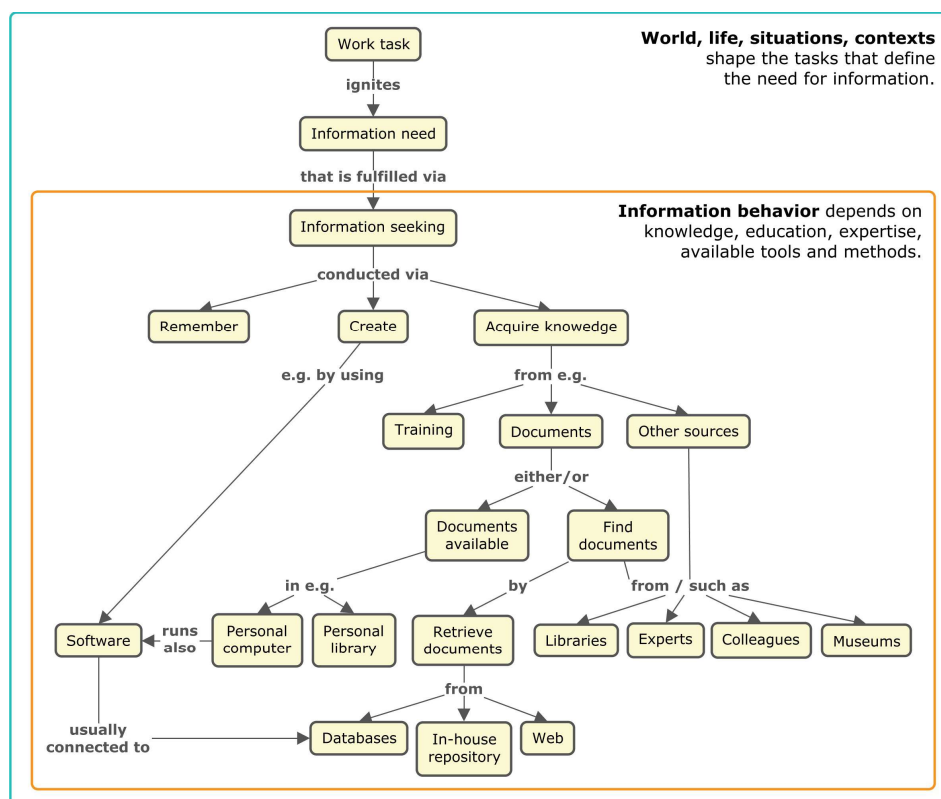 Work task
World, life, situations, contexts
shape the tasks that define
the need for information.
ignites
Information need
that is fulfilled via
Information seeking
Information behavior depends on
knowledge, education, expertise,
available tools and methods.
conducted via
Remember
Create
Acquire knowedge
e.g. by using
from e.g.
Training
Documents
Other sources
either/or
Documents
available
Find
documents
in e.g.
by
from / such as
Software
runs
also
Personal
computer
Personal
library
Retrieve
documents
Libraries
Experts
Colleagues
Museums
from
usually
connected to
Databases
In-house
repository
Web